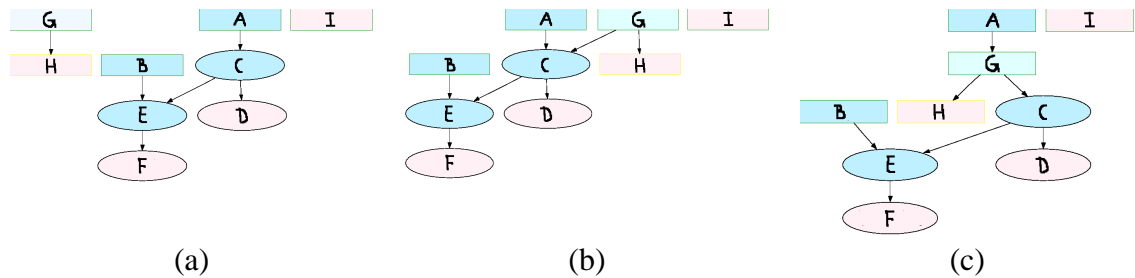 G A I
H B C
E D
F
(a)
A G I
B C H
E D
F
(b)
A I
G
B H C
E D
F
(c)